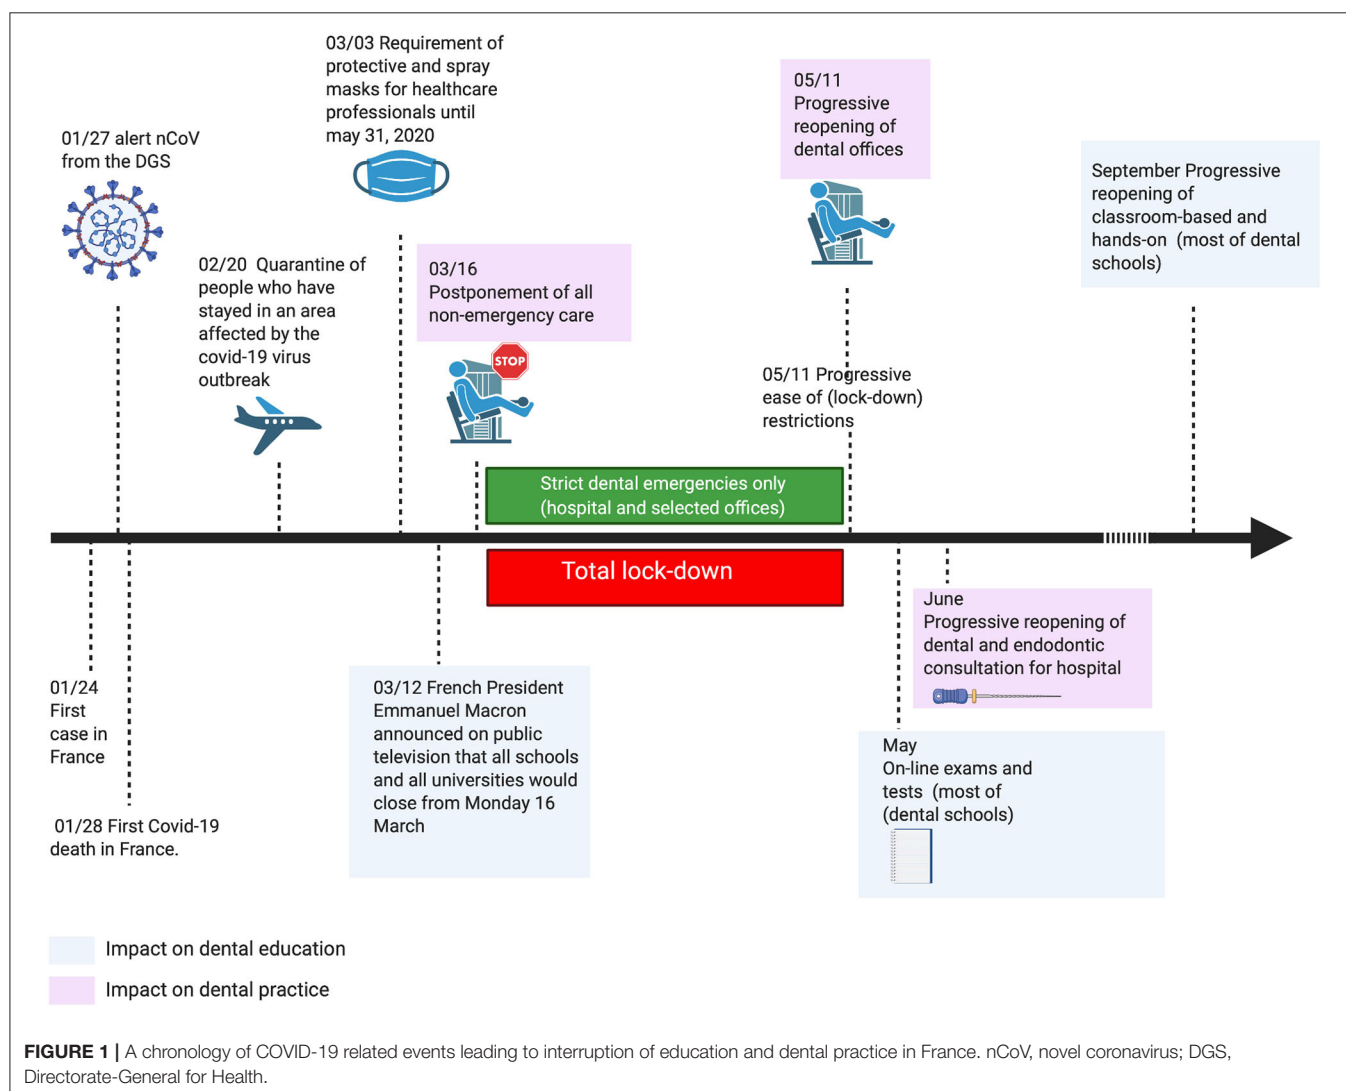 03/03 Requirement of
protective and spray
masks for healthcare
professionals until
may 31, 2020
01/27 alert nCoV
from the DGS
02/20 Quarantine of
people who have
stayed in an area
affected by the
covid-19 virus
outbreak
03/16
Postponement of all
non-emergency care
STOP
05/11
Progressive
reopening of
dental offices
05/11 Progressive
ease of (lock-down)
restrictions
September Progressive
reopening of
classroom-based and
hands-on (most of dental
schools)
Strict dental emergencies only
(hospital and selected offices)
Total lock-down
01/24
First
case in
France
01/28 First Covid-19
death in France.
03/12 French President
Emmanuel Macron
announced on public
television that all schools
and all universities would
close from Monday 16
March
June
Progressive reopening of
dental and endodontic
consultation for hospital
May
On-line exams and
tests (most of
(dental schools)
Impact on dental education
Impact on dental practice
FIGURE 1 | A chronology of COVID-19 related events leading to interruption of education and dental practice in France. nCoV, novel coronavirus; DGS,
Directorate-General for Health.